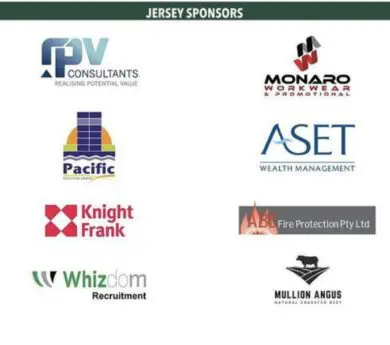 JERSEY SPONSORS
rpv
CONSULTANTS
REALISING POTENTIAL VALUE
MONARO
WORKWEAR
& PROMOTIONAL
Pacific
ASET
WEALTH MANAGEMENT
Knight
Frank
ABL Fire Protection Pty Ltd
Whizdom
Recruitment
MULLION ANGUS
NATURAL GRASSFED BEEF